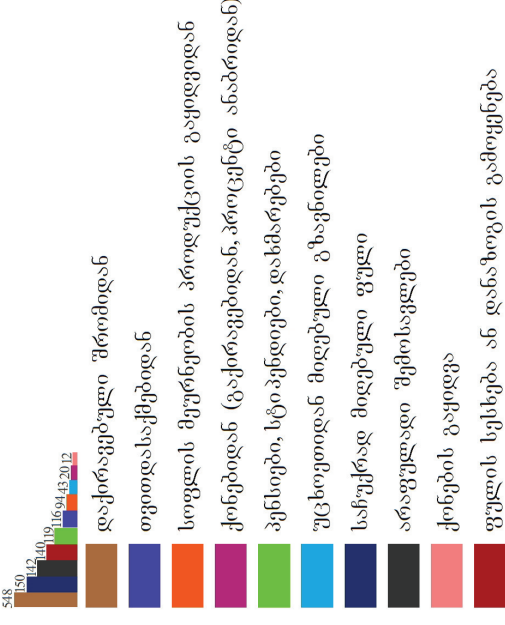 548
150
142
140
119
116
94
43
20
12
დაქირავებული შრომიდან
თვითდასაქმებიდან
სოფლის მეურნეობის პროდუქციის გაყიდვიდან
ქონებიდან (გაქირავებიდან, პროცენტი ანაბრიდან)
პენსიები, სტიპენდიები, დახმარებები
უცხოეთიდან მიღებული გზავნილები
საჩუქრად მიღებული ფული
არაფულადი შემოსავლები
ქონების გაყიდვა
ფულის სესხება ან დანაზოგის გამოყენება